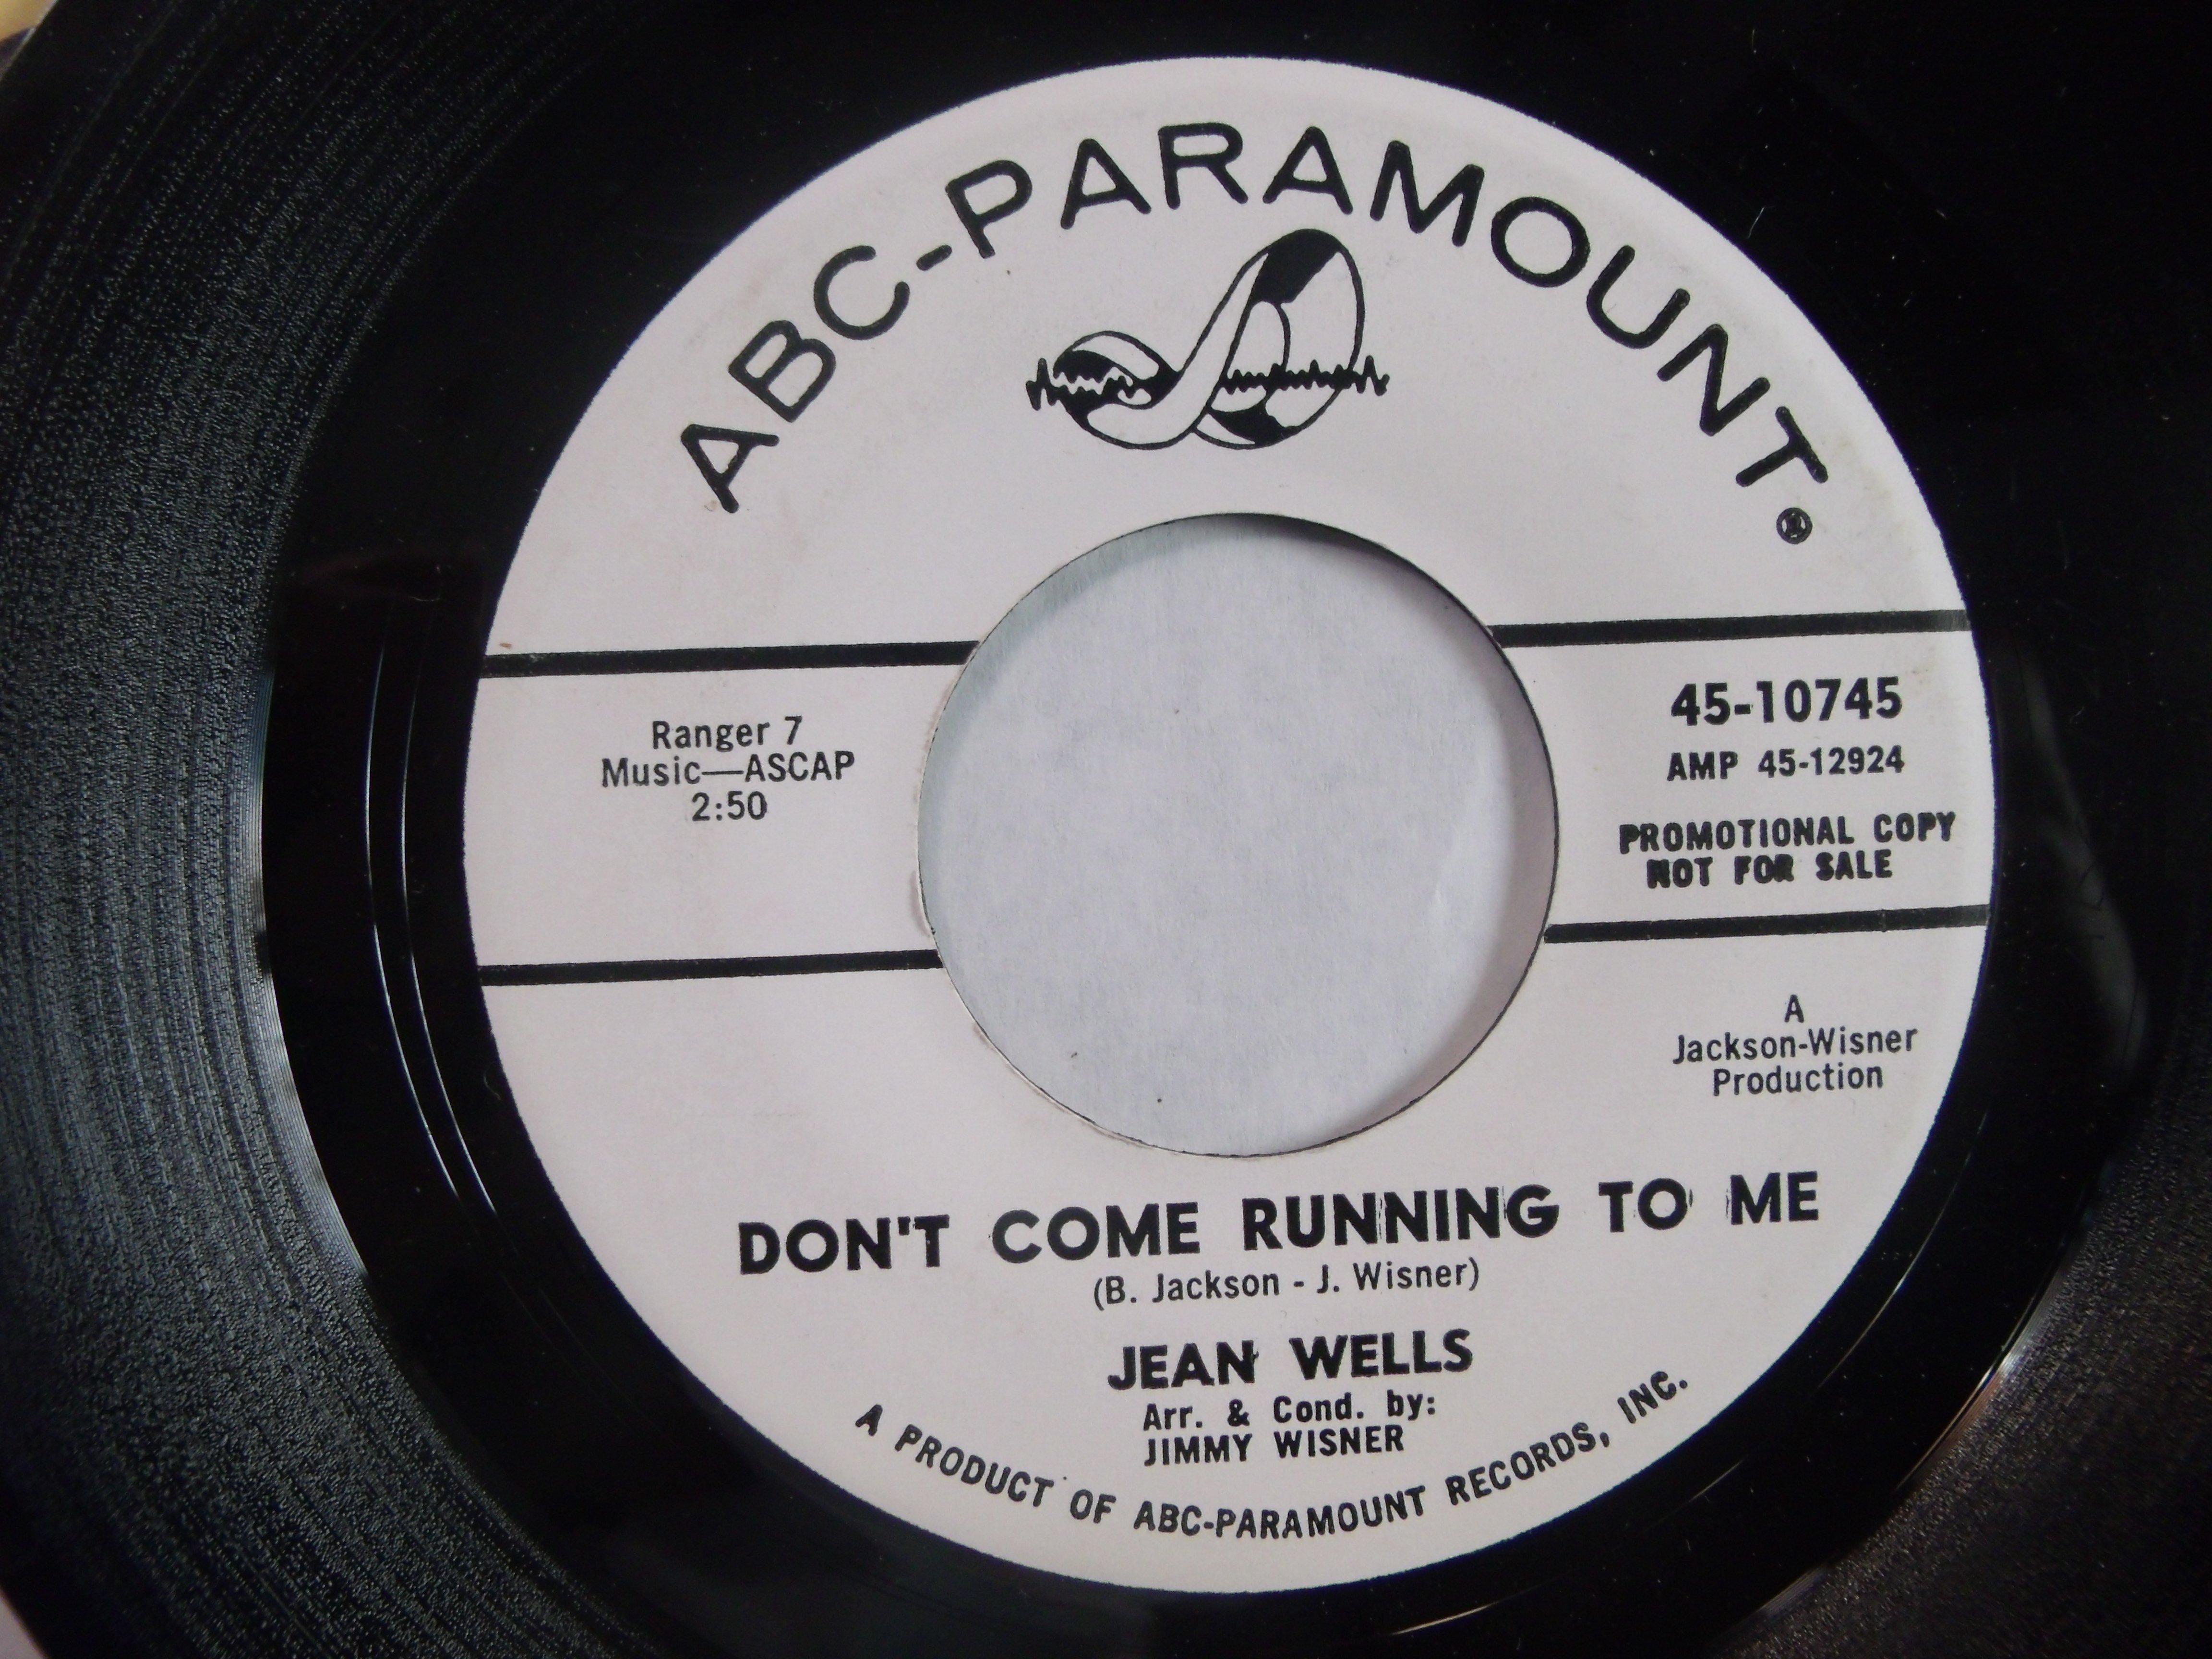 ABC-PARAMOUNT®
Ranger 7
Music—ASCAP
2:50
45-10745
AMP 45-12924
PROMOTIONAL COPY
NOT FOR SALE
A
Jackson-Wisner
Production
DON'T COME RUNNING TO ME
(B. Jackson - J. Wisner)
JEAN WELLS
Arr. & Cond. by:
JIMMY WISNER
A PRODUCT OF ABC-PARAMOUNT RECORDS, INC.